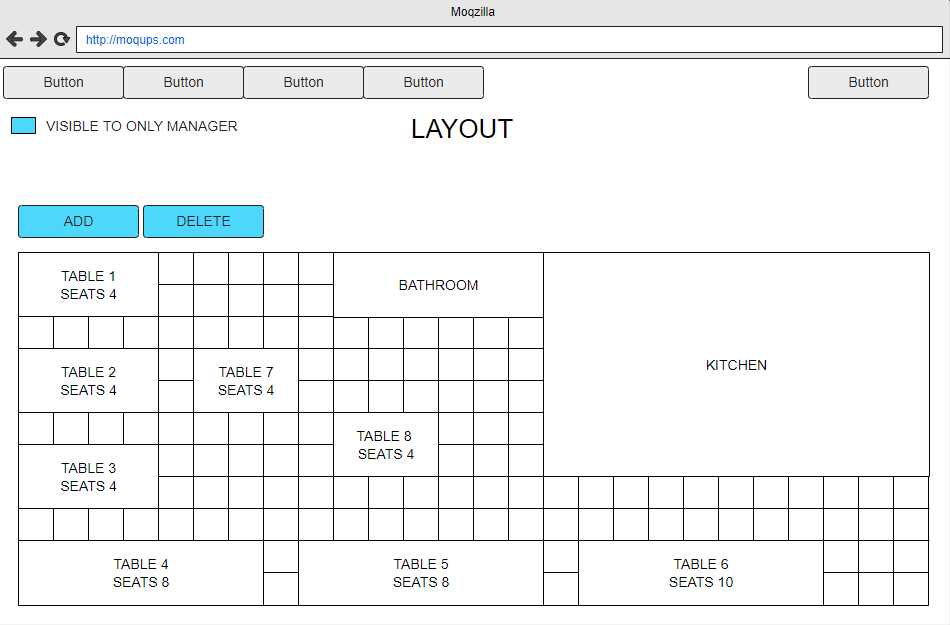 Moqzilla
http://moqups.com
Button Button Button Button Button
VISIBLE TO ONLY MANAGER
LAYOUT
ADD DELETE
TABLE 1
SEATS 4
BATHROOM
KITCHEN
TABLE 2
SEATS 4
TABLE 7
SEATS 4
TABLE 8
SEATS 4
TABLE 3
SEATS 4
TABLE 4
SEATS 8
TABLE 5
SEATS 8
TABLE 6
SEATS 10